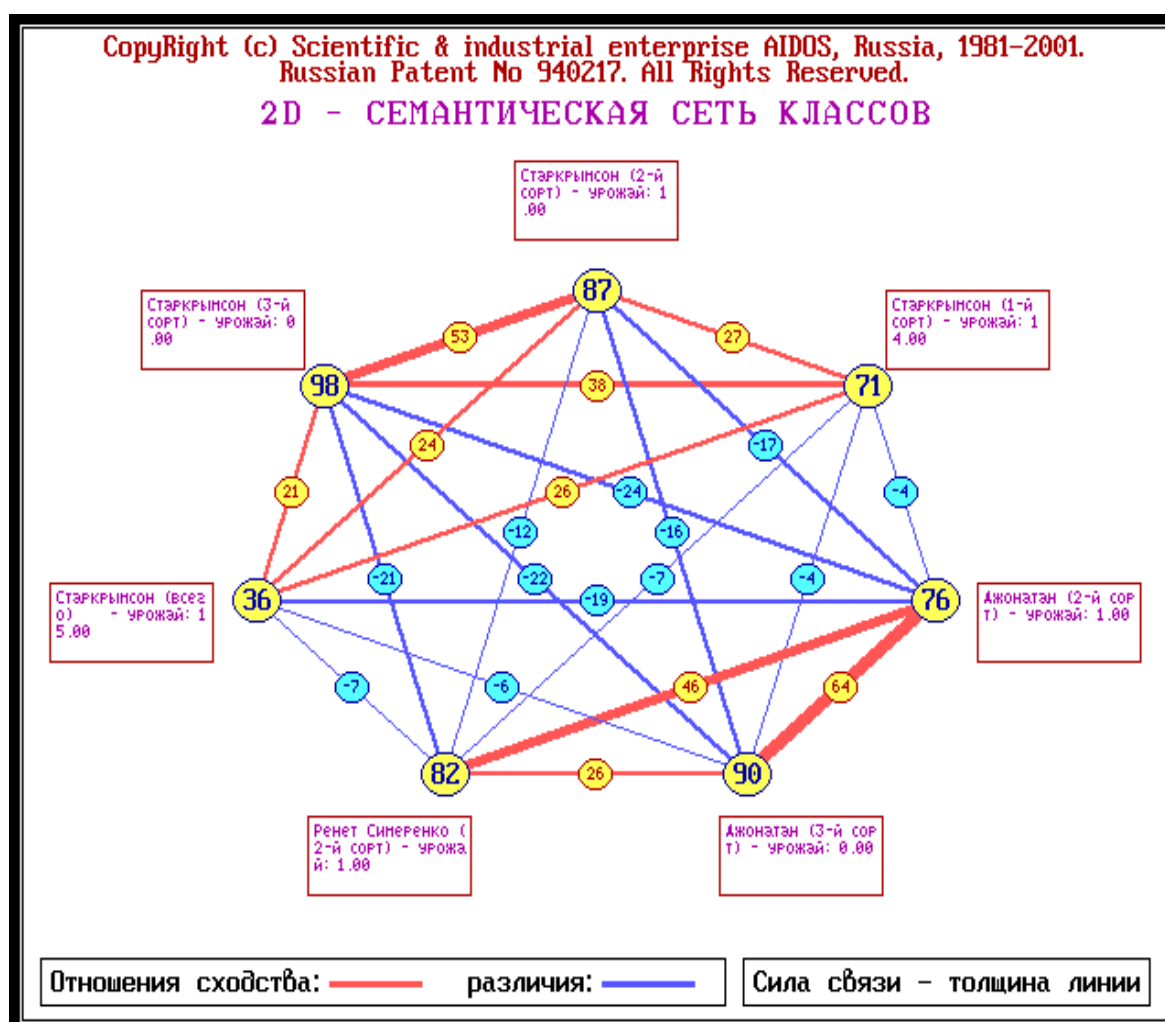 CopyRight (c) Scientific & industrial enterprise AIDOS, Russia, 1981-2001.
Russian Patent No 940217. All Rights Reserved.
2D - СЕМАНТИЧЕСКАЯ СЕТЬ КЛАССОВ
Старкрымсон (2-й
сорт) - урожай: 1
.00
87
Старкрымсон (3-й
сорт) - урожай: 0
.00
Старкрымсон (1-й
сорт) - урожай: 1
4.00
53
27
98
38
71
24
-17
21
26
-24
-4
-12
-16
-21
-22
-7
-4
Старкрымсон (всег
о)   - урожай: 1
5.00
36
-19
76
Джонатан (2-й сор
т) - урожай: 1.00
-7
-6
46
64
82
26
90
Ренет Симеренко (
2-й сорт) - урожа
й: 1.00
Джонатан (3-й сор
т) - урожай: 0.00
Отношения сходства: различия:
Сила связи - толщина линии